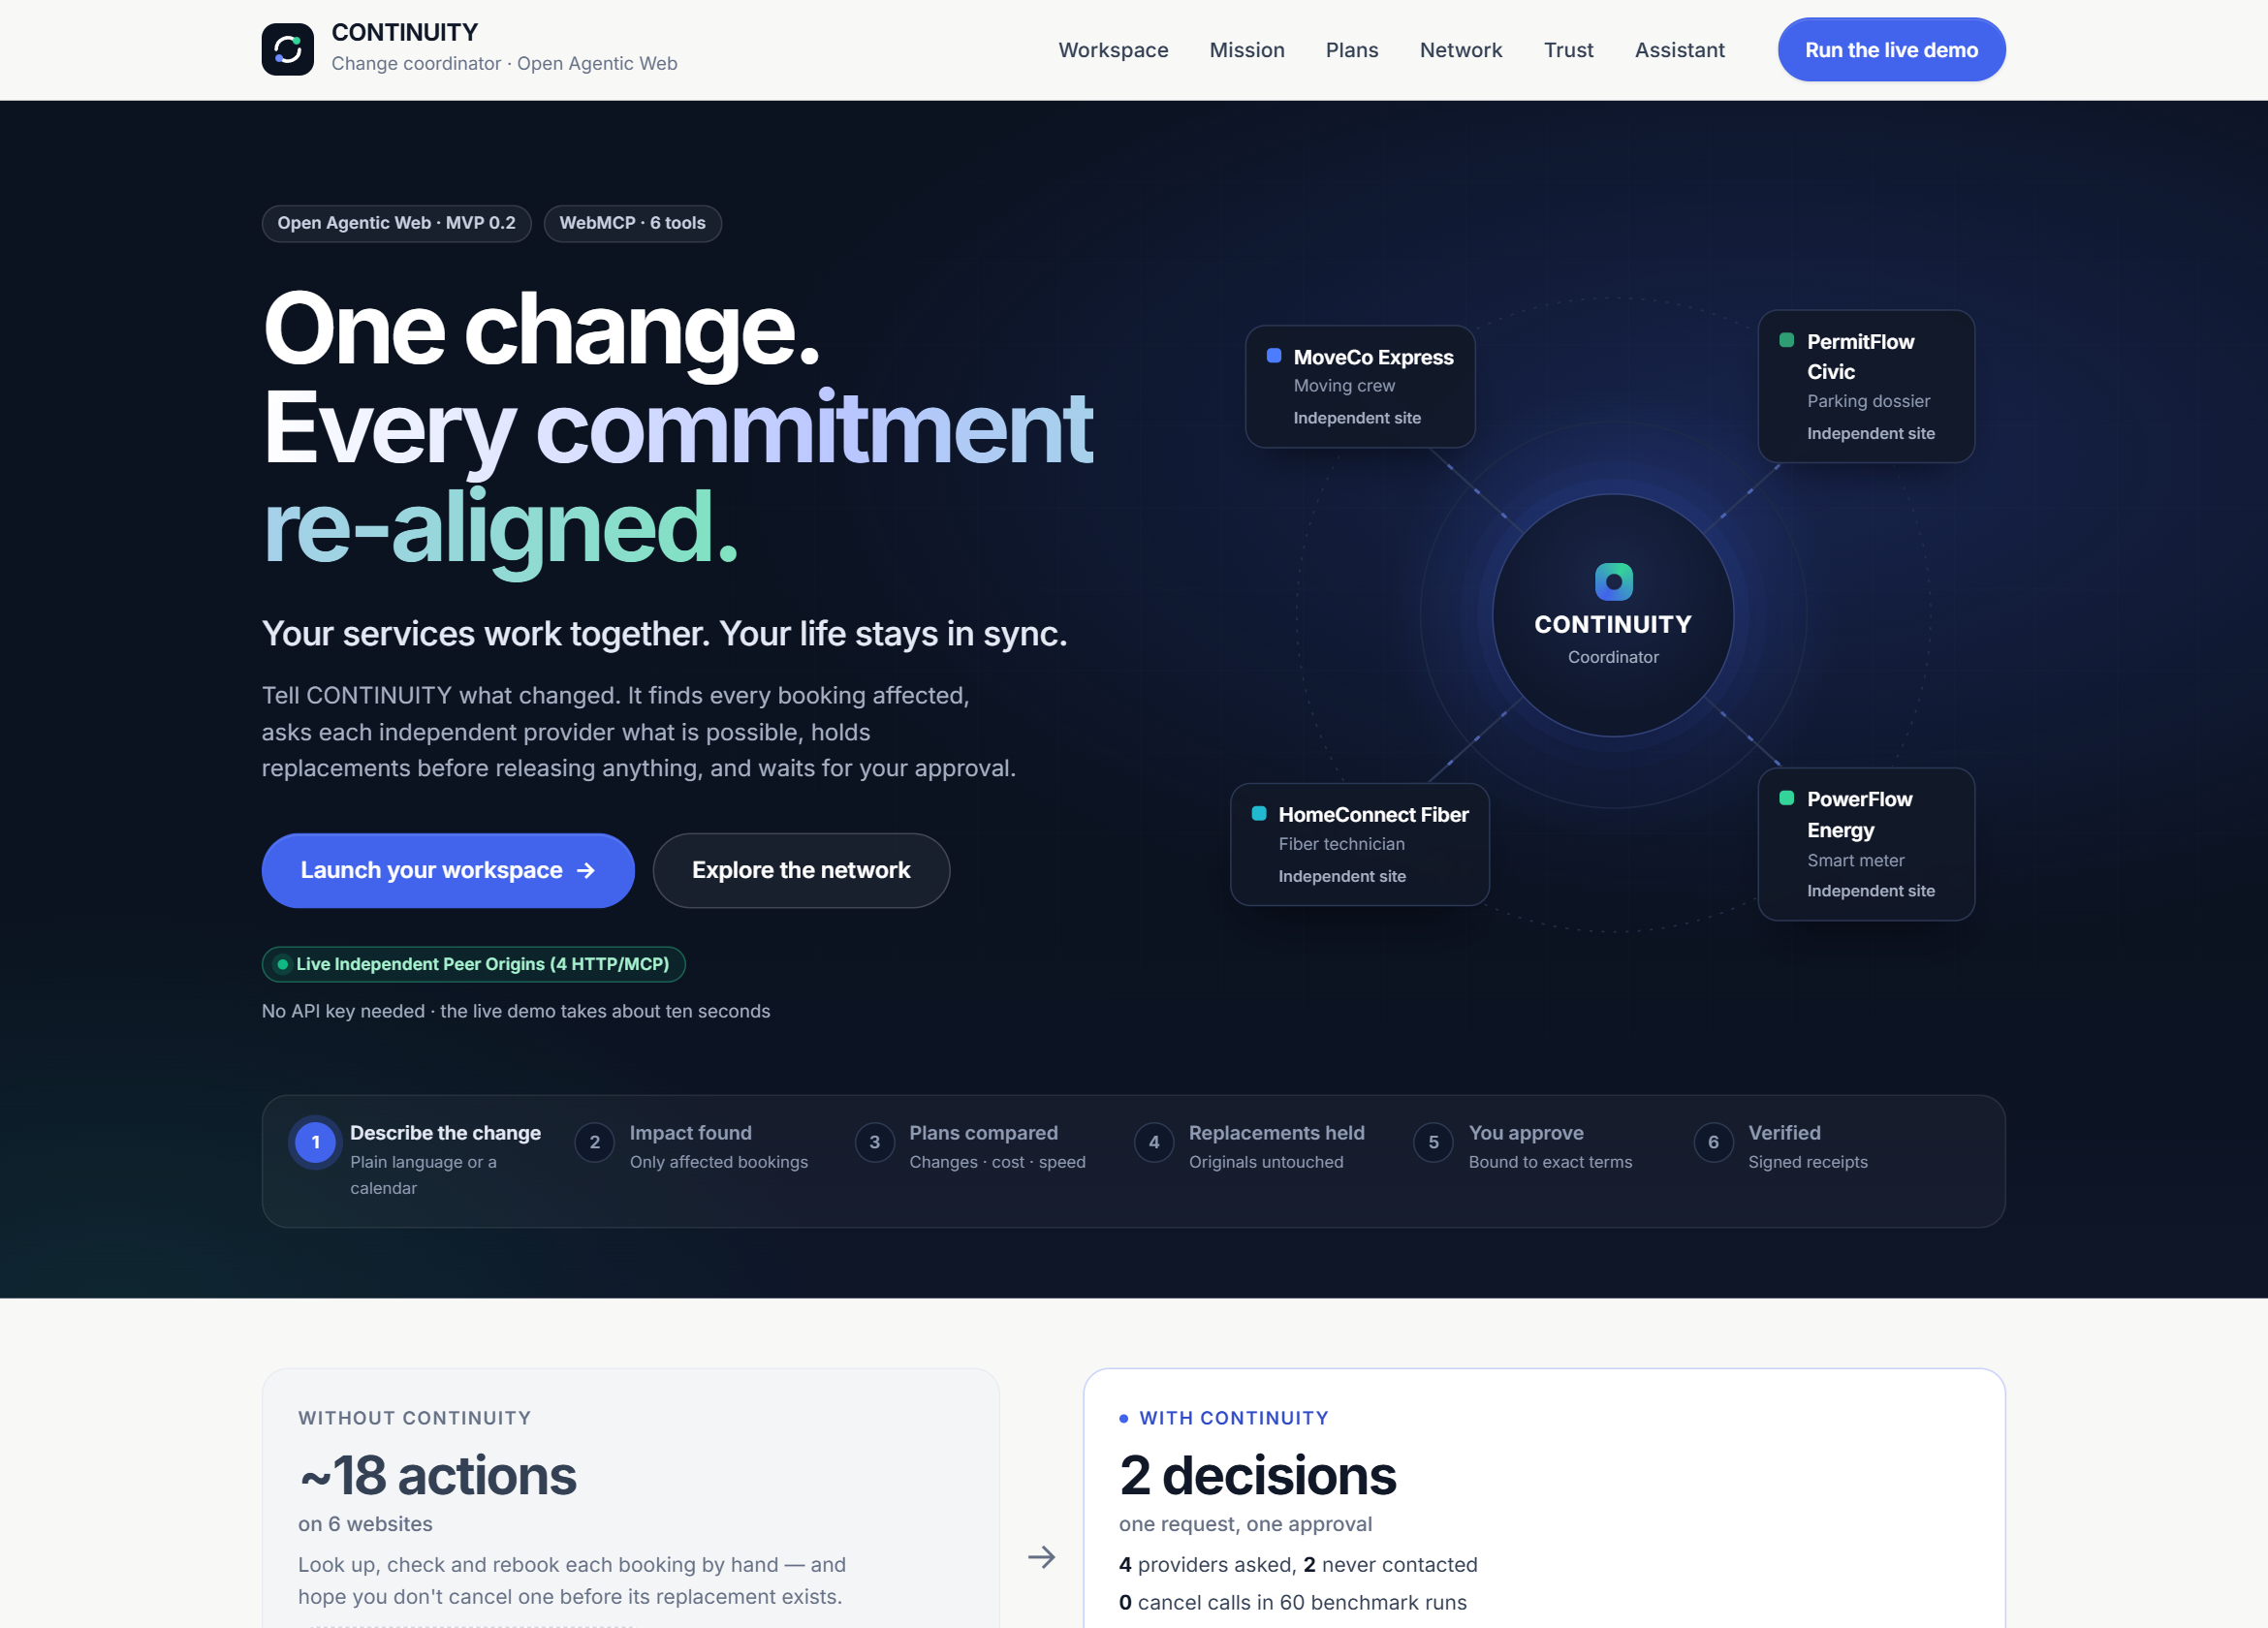 CONTINUITY
Change coordinator · Open Agentic Web
Workspace
Mission
Plans
Network
Trust
Assistant
Run the live demo
Open Agentic Web · MVP 0.2
WebMCP · 6 tools
One change.
Every commitment
re-aligned.
Your services work together. Your life stays in sync.
Tell CONTINUITY what changed. It finds every booking affected,
asks each independent provider what is possible, holds
replacements before releasing anything, and waits for your approval.
Launch your workspace →
Explore the network
Live Independent Peer Origins (4 HTTP/MCP)
No API key needed · the live demo takes about ten seconds
MoveCo Express
Moving crew
Independent site
PermitFlow
Civic
Parking dossier
Independent site
CONTINUITY
Coordinator
HomeConnect Fiber
Fiber technician
Independent site
PowerFlow
Energy
Smart meter
Independent site
1
Describe the change
Plain language or a
calendar
2
Impact found
Only affected bookings
3
Plans compared
Changes · cost · speed
4
Replacements held
Originals untouched
5
You approve
Bound to exact terms
6
Verified
Signed receipts
WITHOUT CONTINUITY
~18 actions
on 6 websites
Look up, check and rebook each booking by hand — and
hope you don't cancel one before its replacement exists.
→
WITH CONTINUITY
2 decisions
one request, one approval
4 providers asked, 2 never contacted
0 cancel calls in 60 benchmark runs